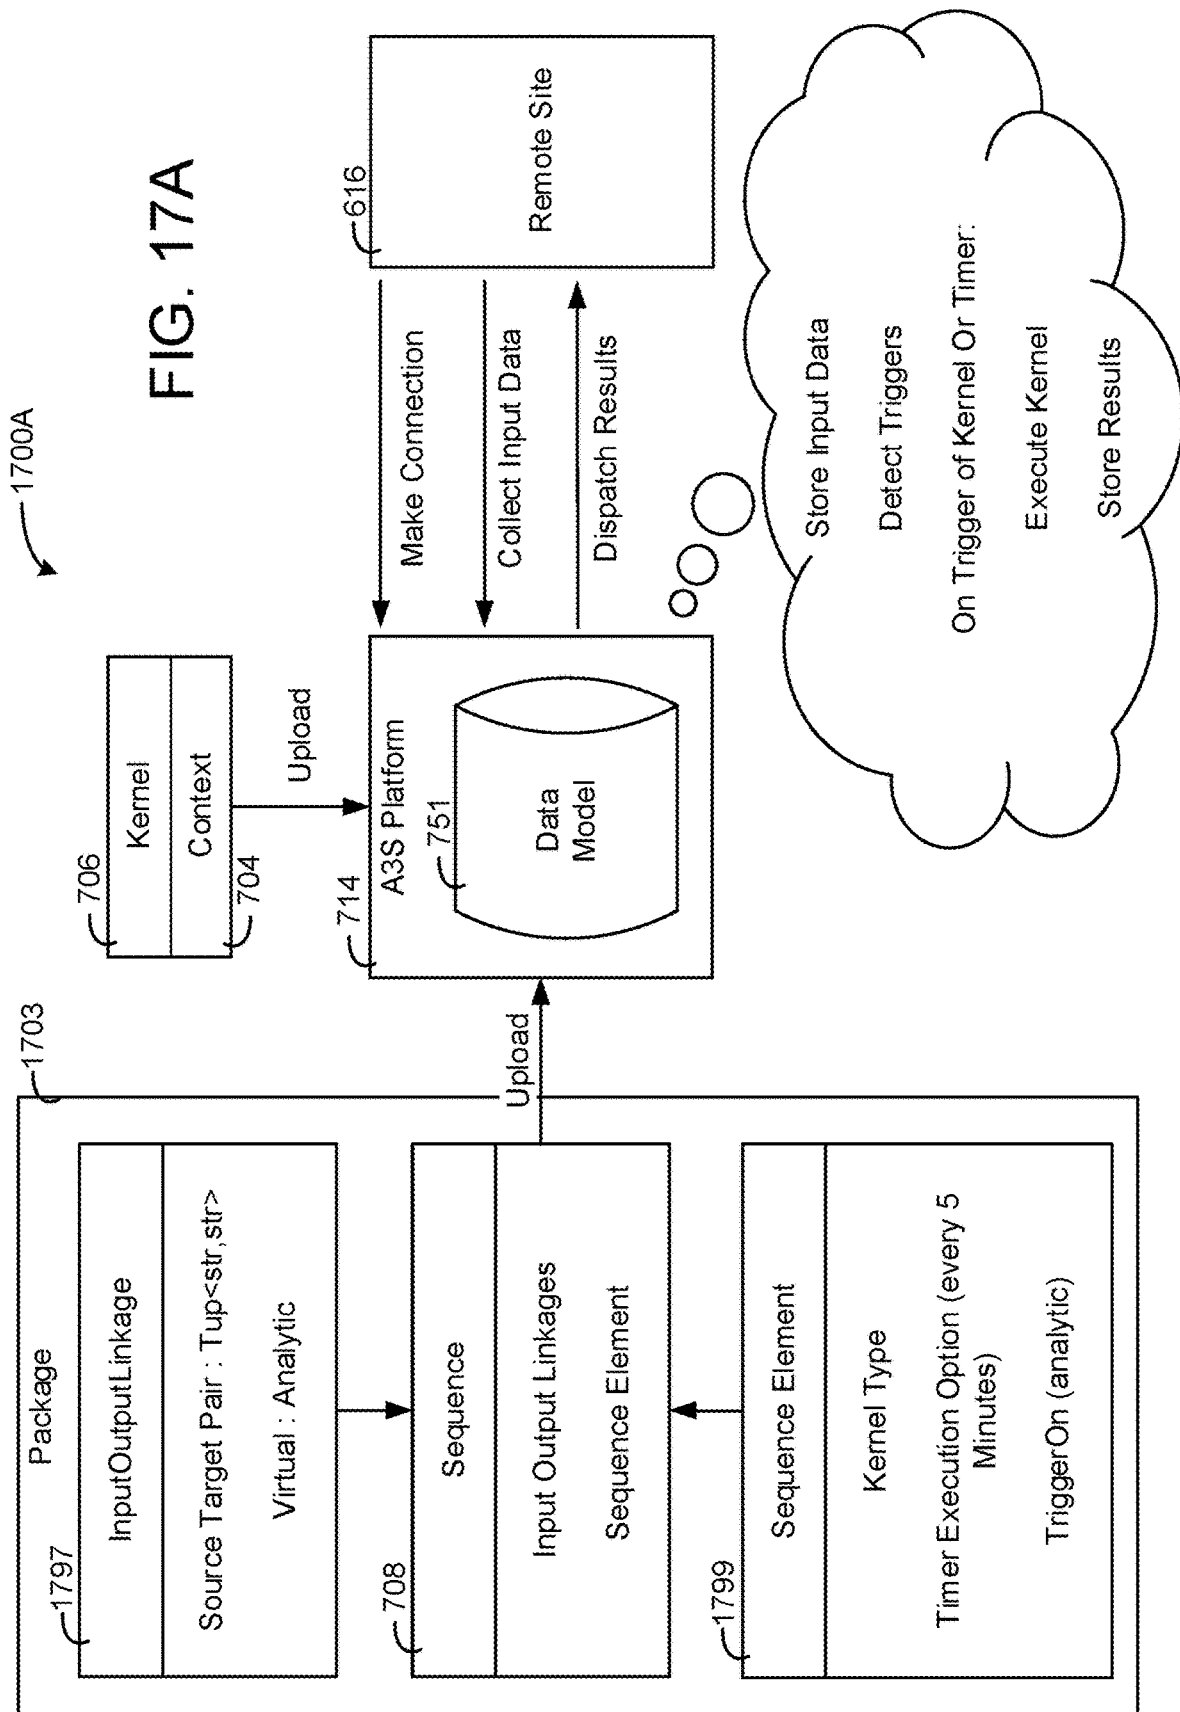 1700A
FIG. 17A
Package
1703
1797
InputOutputLinkage
Source Target Pair : Tup<str,str>
Virtual : Analytic
708
Sequence
Input Output Linkages
Sequence Element
1799
Sequence Element
Kernel Type
Timer Execution Option (every 5
Minutes)
TriggerOn (analytic)
Upload
706
Kernel
Context
704
Upload
714
A3S Platform
751
Data
Model
Make Connection
Collect Input Data
Dispatch Results
616
Remote Site
Store Input Data
Detect Triggers
On Trigger of Kernel Or Timer:
Execute Kernel
Store Results